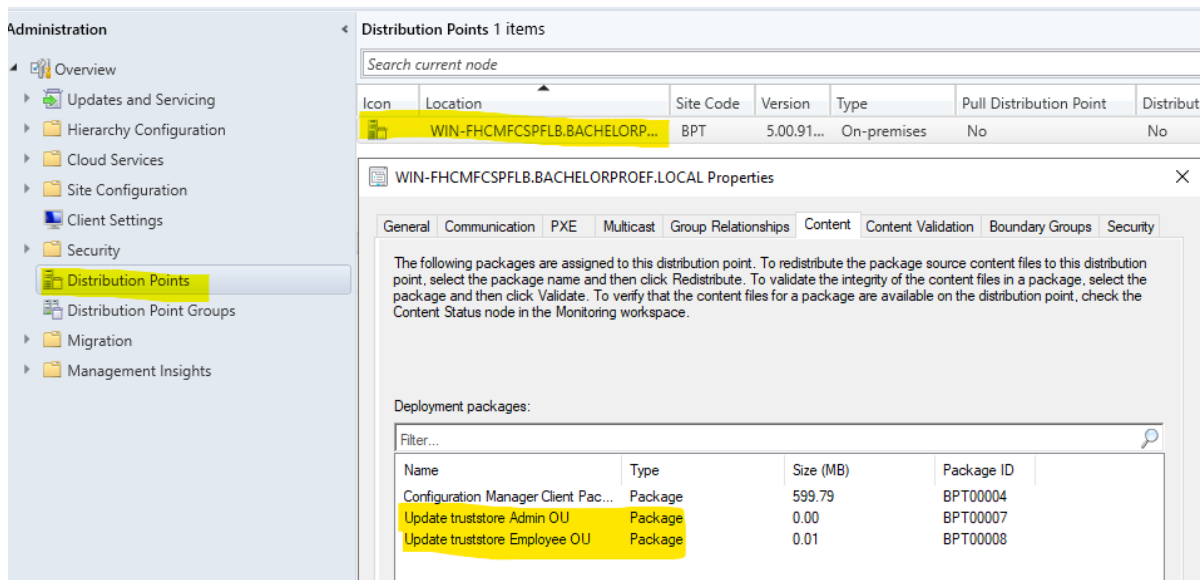 Administration
Overview
Updates and Servicing
Hierarchy Configuration
Cloud Services
Site Configuration
Client Settings
Security
Distribution Points
Distribution Point Groups
Migration
Management Insights
Distribution Points 1 items
Search current node
Icon Location Site Code Version Type Pull Distribution Point Distribut
WIN-FHCMFCSPFLB.BACHELORP... BPT 5.00.91... On-premises No No
WIN-FHCMFCSPFLB.BACHELORPROEF.LOCAL Properties
General Communication PXE Multicast Group Relationships Content Content Validation Boundary Groups Security
The following packages are assigned to this distribution point. To redistribute the package source content files to this distribution
point, select the package name and then click Redistribute. To validate the integrity of the content files in a package, select the
package and then click Validate. To verify that the content files for a package are available on the distribution point, check the
Content Status node in the Monitoring workspace.
Deployment packages:
Filter...
Name Type Size (MB) Package ID
Configuration Manager Client Pac... Package 599.79 BPT00004
Update truststore Admin OU Package 0.00 BPT00007
Update truststore Employee OU Package 0.01 BPT00008